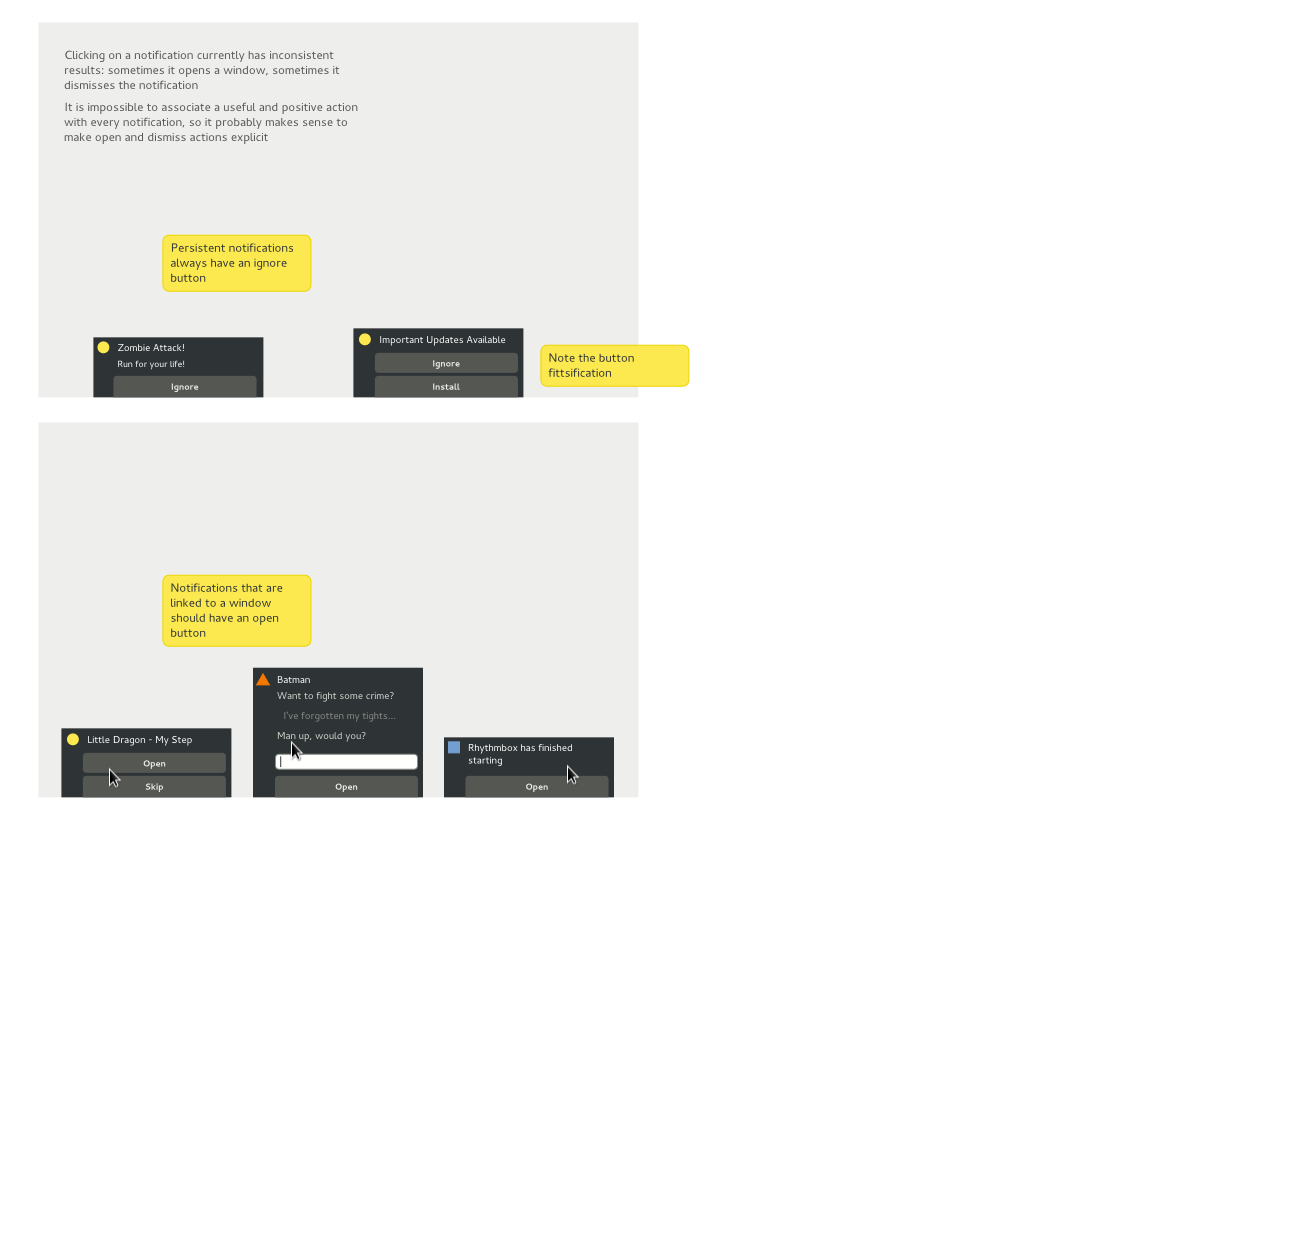 Clicking on a notification currently has inconsistent
results: sometimes it opens a window, sometimes it
dismisses the notification
It is impossible to associate a useful and positive action
with every notification, so it probably makes sense to
make open and dismiss actions explicit
Persistent notifications
always have an ignore
button
Zombie Attack!
Run for your life!
Ignore
Important Updates Available
Ignore
Install
Note the button
fittsification
Notifications that are
linked to a window
should have an open
button
Little Dragon - My Step
Open
Skip
Batman
Want to fight some crime?
I've forgotten my tights...
Man up, would you?
Open
Rhythmbox has finished
starting
Open